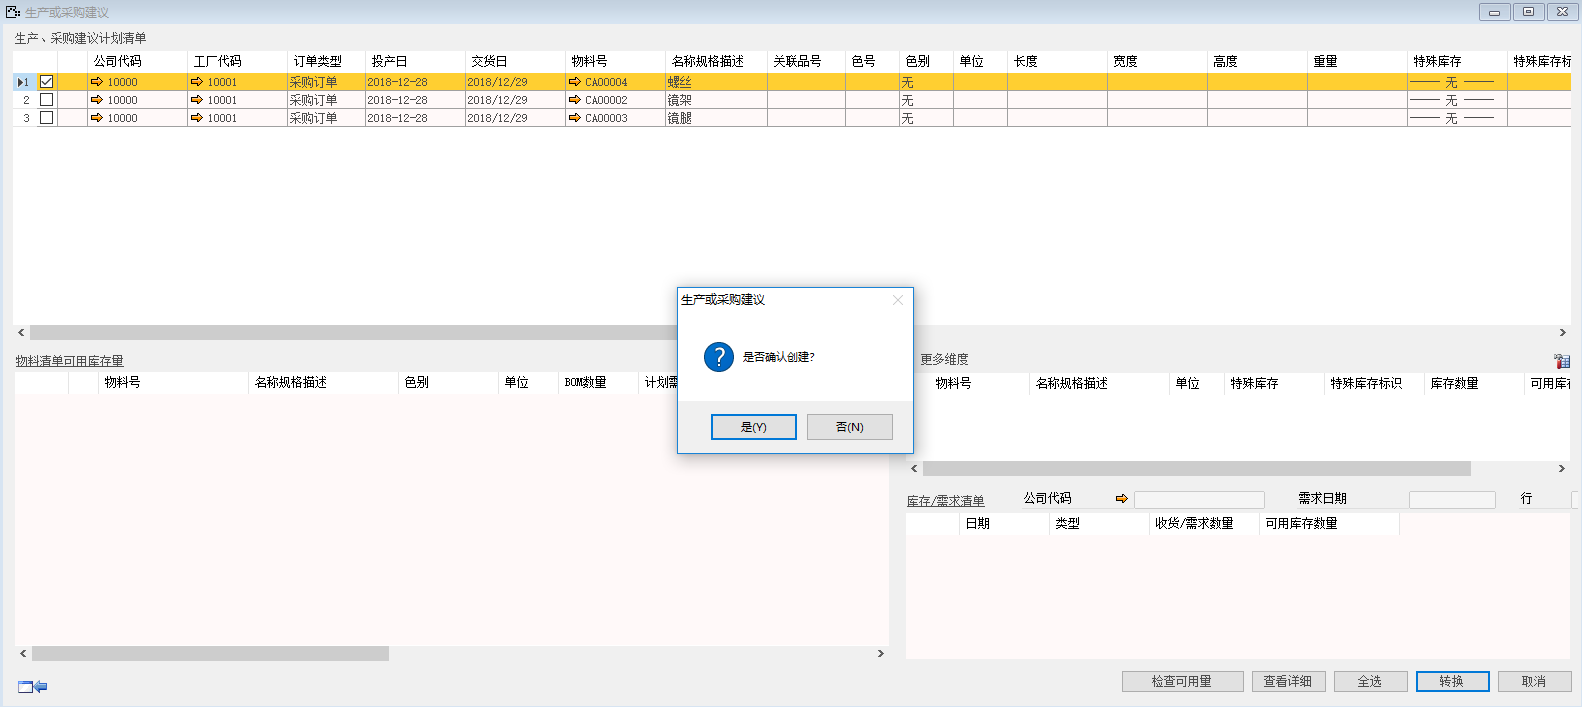 生产或采购建议
生产、采购建议计划清单
公司代码 工厂代码 订单类型 投产日 交货日 物料号 名称规格描述 关联品号 色号 色别 单位 长度 宽度 高度 重量 特殊库存 特殊库存标
1 10000 10001 采购订单 2018-12-28 2018/12/29 CA00004 螺丝 无 —— 无 ——
2 10000 10001 采购订单 2018-12-28 2018/12/29 CA00002 镜架 无 —— 无 ——
3 10000 10001 采购订单 2018-12-28 2018/12/29 CA00003 镜腿 无 —— 无 ——
生产或采购建议
? 是否确认创建?
是(Y) 否(N)
物料清单可用库存量
物料号 名称规格描述 色别 单位 BOM数量 计划需
更多维度
物料号 名称规格描述 单位 特殊库存 特殊库存标识 库存数量 可用库存
库存/需求清单 公司代码 需求日期 行
日期 类型 收货/需求数量 可用库存数量
检查可用量 查看详细 全选 转换 取消